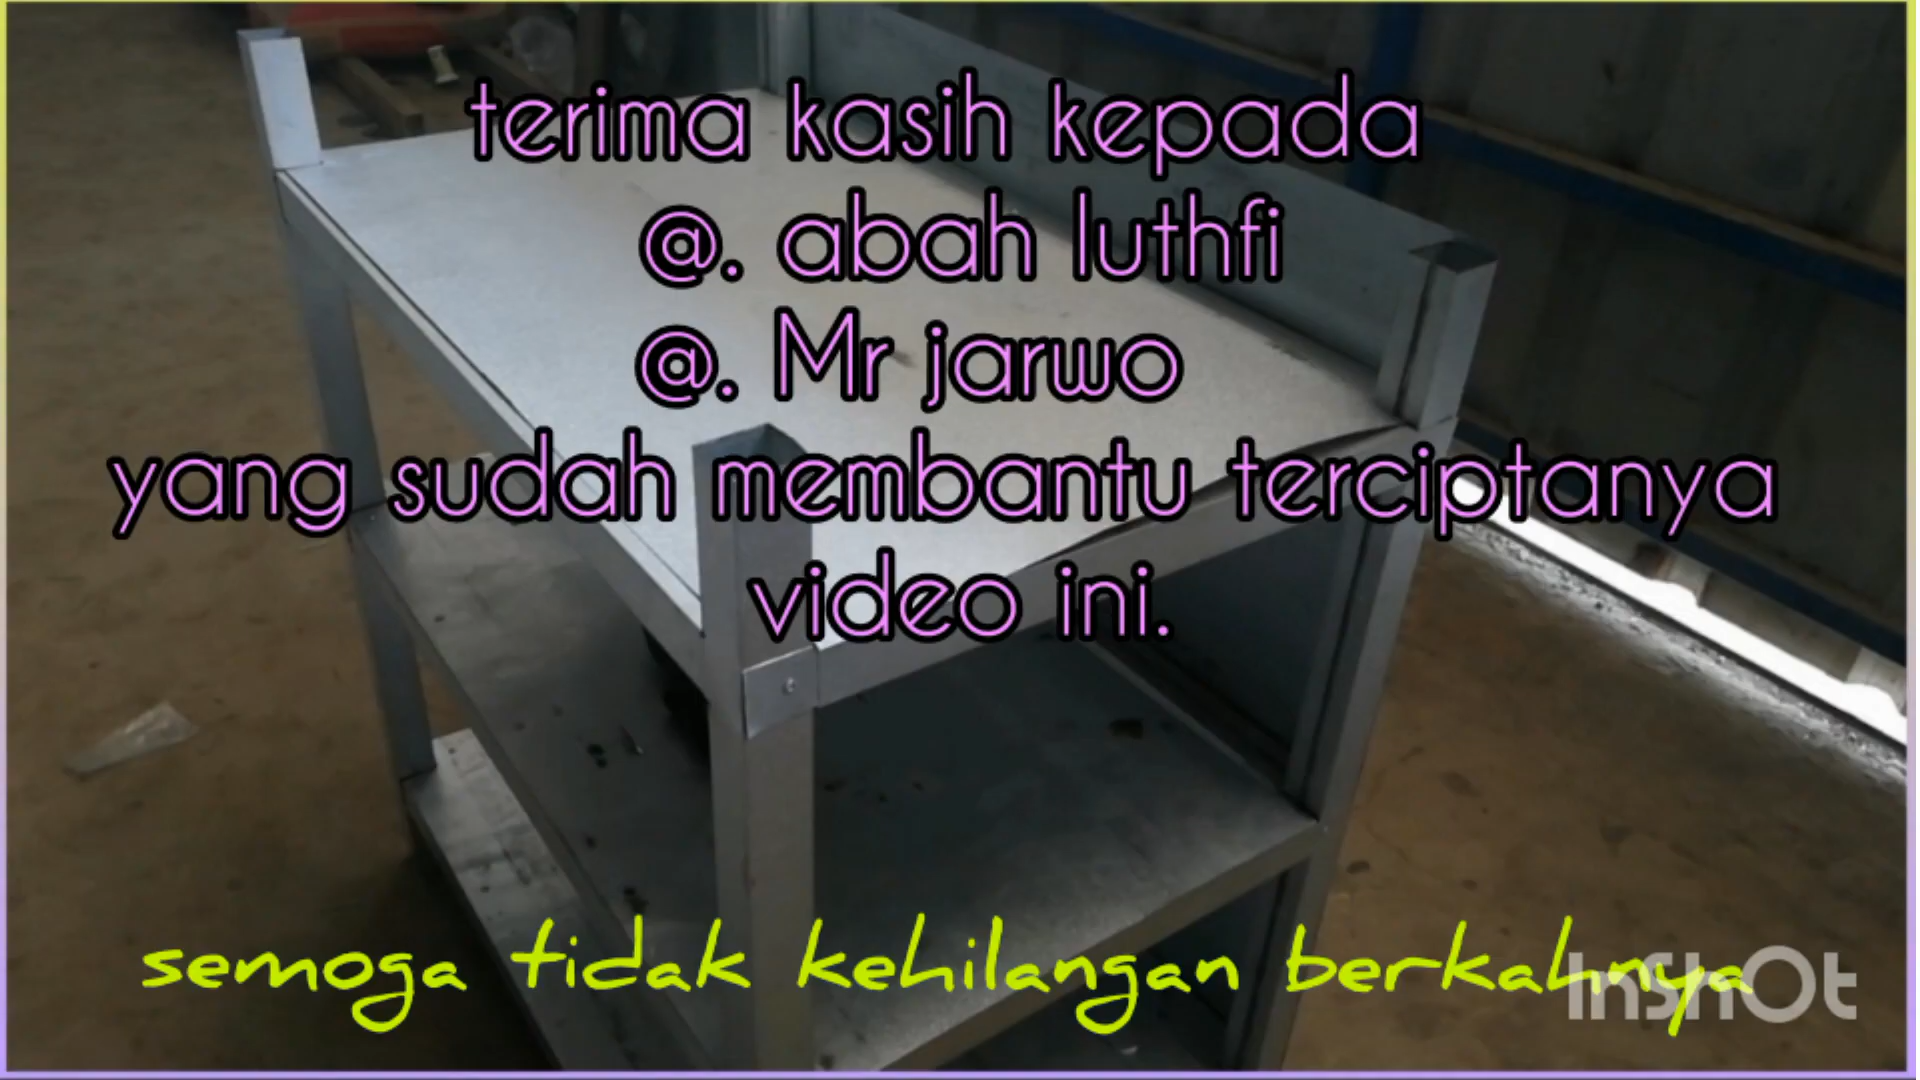 terima kasih kepada
@. abah luthfi
@. Mr jarwo
yang sudah membantu terciptanya
video ini.
semoga tidak kehilangan berkahnya
InShOt